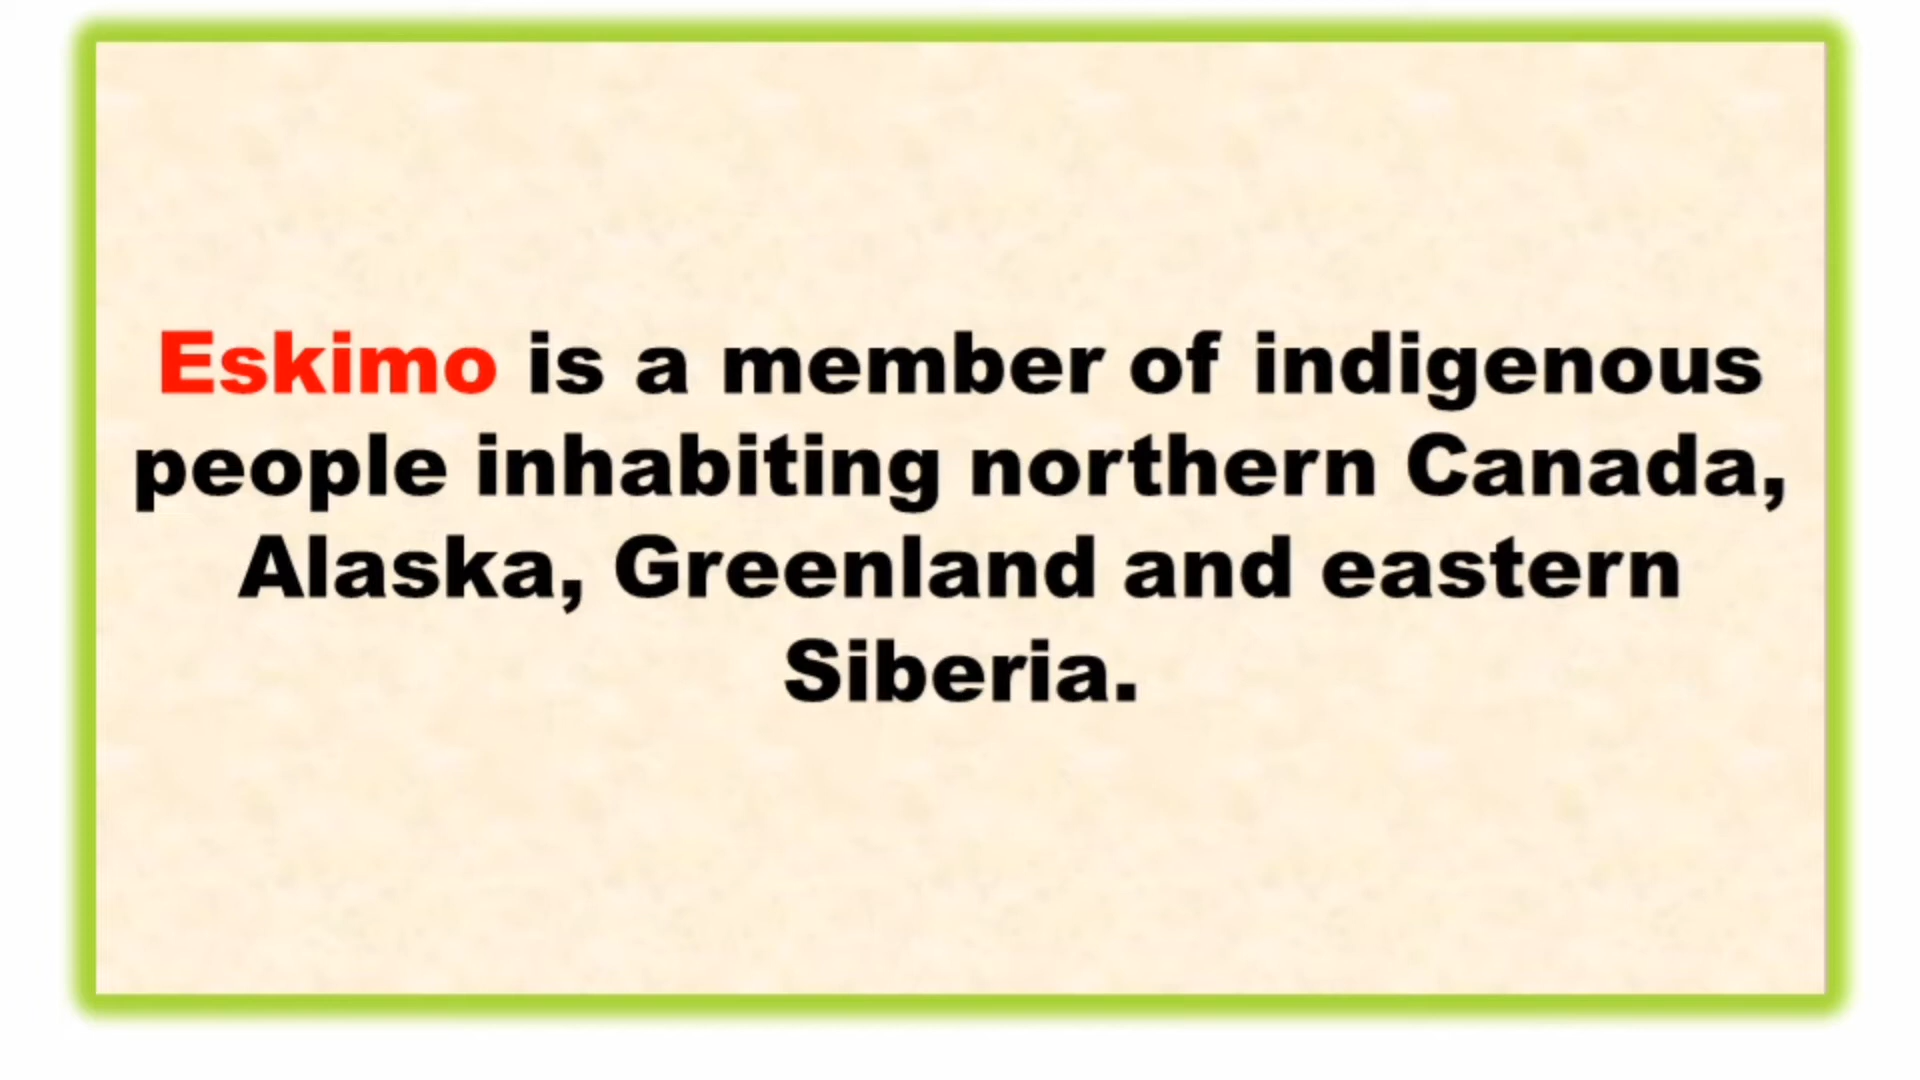 Eskimo is a member of indigenous
people inhabiting northern Canada,
Alaska, Greenland and eastern
Siberia.